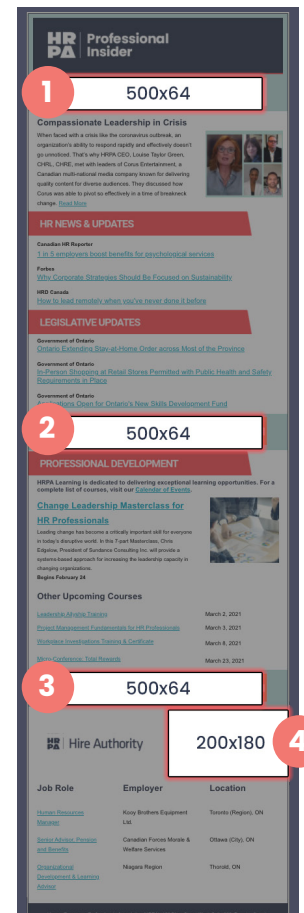 HR PA Professional Insider
1
500x64
Compassionate Leadership in Crisis
When faced with a crisis like the coronavirus outbreak, an
organization's ability to respond rapidly and effectively doesn't
go unnoticed. That's why HRPA CEO, Louise Taylor Green,
CHRL, CHRE, met with leaders of Corus Entertainment, a
Canadian multi-national media company known for delivering
quality content for diverse audiences. They discussed how
Corus was able to pivot so effectively in a time of breakneck
change. Read More
HR NEWS & UPDATES
Canadian HR Reporter
1 in 5 employers boost benefits for psychological services
Forbes
Why Corporate Strategies Should Be Focused on Sustainability
HRD Canada
How to lead remotely when you've never done it before
LEGISLATIVE UPDATES
Government of Ontario
Ontario Extending Stay-at-Home Order across Most of the Province
Government of Ontario
In-Person Shopping at Retail Stores Permitted with Public Health and Safety
Requirements in Place
Government of Ontario
Applications Open for Ontario's New Skills Development Fund
2
500x64
PROFESSIONAL DEVELOPMENT
HRPA Learning is dedicated to delivering exceptional learning opportunities. For a
complete list of courses, visit our Calendar of Events.
Change Leadership Masterclass for
HR Professionals
Leading change has become a critically important skill for everyone
in today's disruptive world. In this 7-part Masterclass, Chris
Edgelow, President of Sundance Consulting Inc. will provide a
systems-based approach for increasing the leadership capacity in
changing organizations.
Begins February 24
Other Upcoming Courses
Leadership Allyship Training March 2, 2021
Project Management Fundamentals for HR Professionals March 3, 2021
Workplace Investigations Training & Certificate March 8, 2021
Micro-Conference: Total Rewards March 23, 2021
3
500x64
HR PA Hire Authority
200x180
4
Job Role Employer Location
Human Resources Kooy Brothers Equipment Toronto (Region), ON
Manager Ltd.
Senior Advisor, Pension Canadian Forces Morale & Ottawa (City), ON
and Benefits Welfare Services
Organizational Niagara Region Thorold, ON
Development & Learning
Advisor